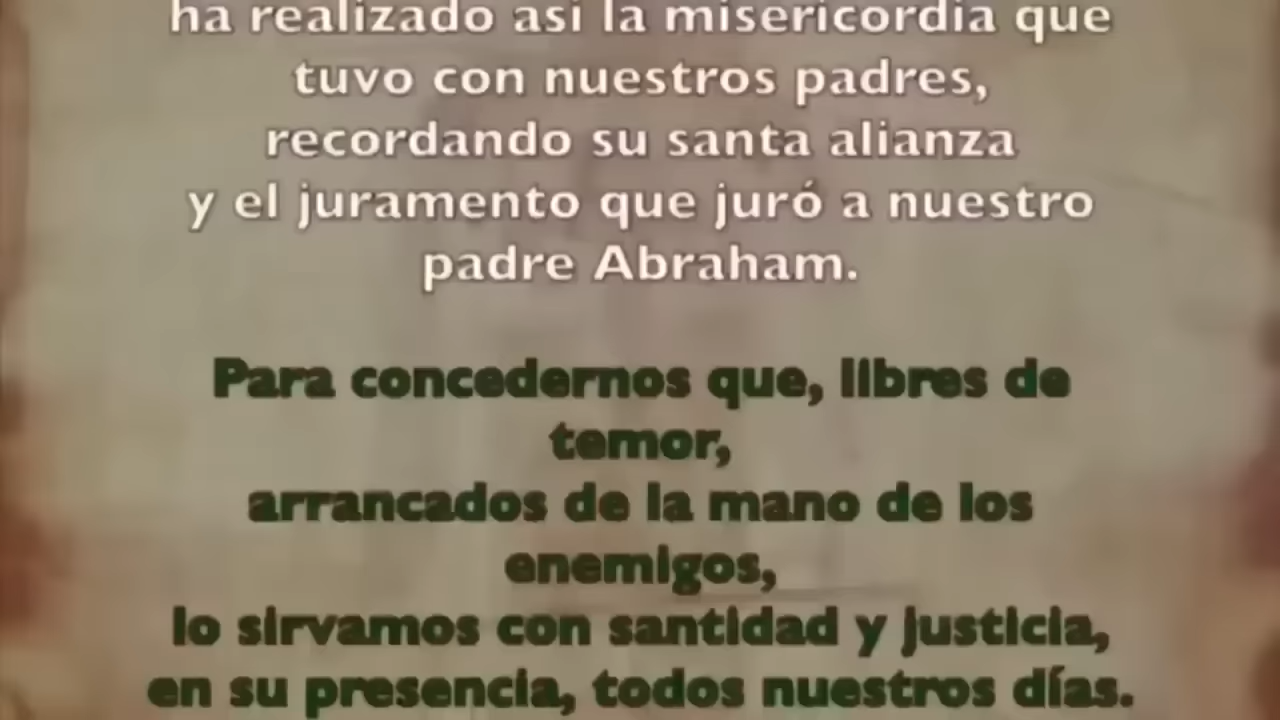 ha realizado así la misericordia que
tuvo con nuestros padres,
recordando su santa alianza
y el juramento que juró a nuestro
padre Abraham.
Para concedernos que, libres de
temor,
arrancados de la mano de los
enemigos,
lo sirvamos con santidad y justicia,
en su presencia, todos nuestros días.